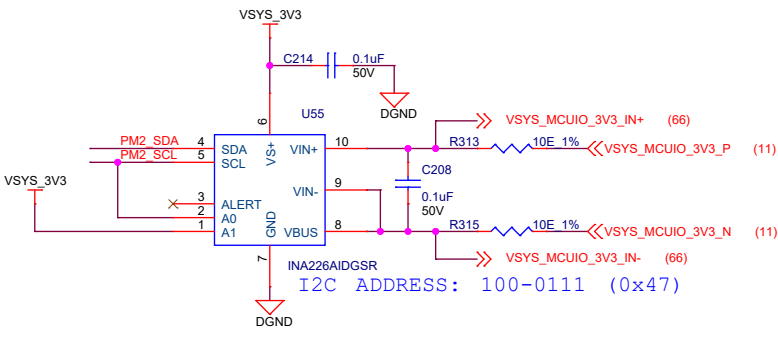 VSYS_3V3
C214 0.1uF
50V
DGND
U55
6
VS+
PM2_SDA 4 SDA VIN+ 10
PM2_SCL 5 SCL
VSYS_MCUIO_3V3_IN+ (66)
R313 10E_1% VSYS_MCUIO_3V3_P (11)
C208
0.1uF
50V
VSYS_3V3
VIN- 9
3 ALERT
2 A0
1 A1
GND
VBUS 8
R315 10E_1% VSYS_MCUIO_3V3_N (11)
VSYS_MCUIO_3V3_IN- (66)
7
INA226AIDGSR
I2C ADDRESS: 100-0111 (0x47)
DGND